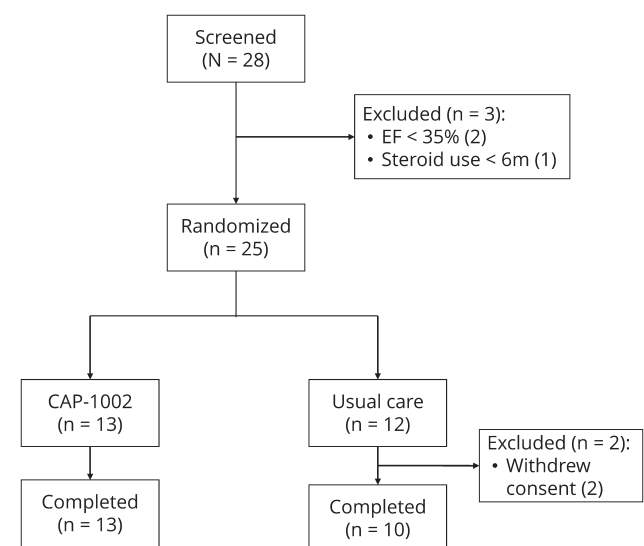 Screened
(N = 28)
Excluded (n = 3):
• EF < 35% (2)
• Steroid use < 6m (1)
Randomized
(n = 25)
CAP-1002
(n = 13)
Usual care
(n = 12)
Excluded (n = 2):
• Withdrew
consent (2)
Completed
(n = 13)
Completed
(n = 10)